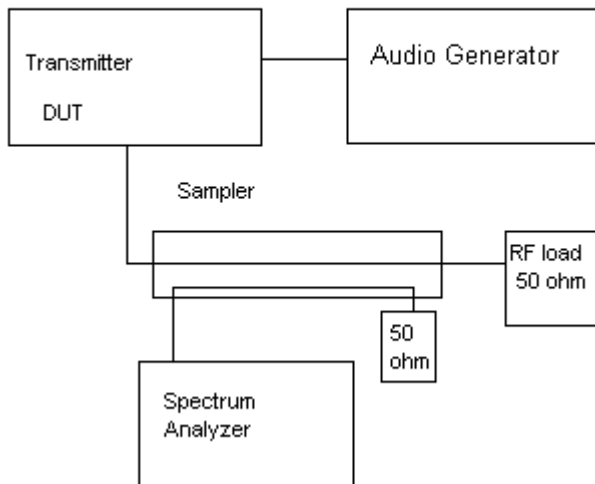 Transmitter
DUT
Audio Generator
Sampler
RF load
50 ohm
50
ohm
Spectrum
Analyzer